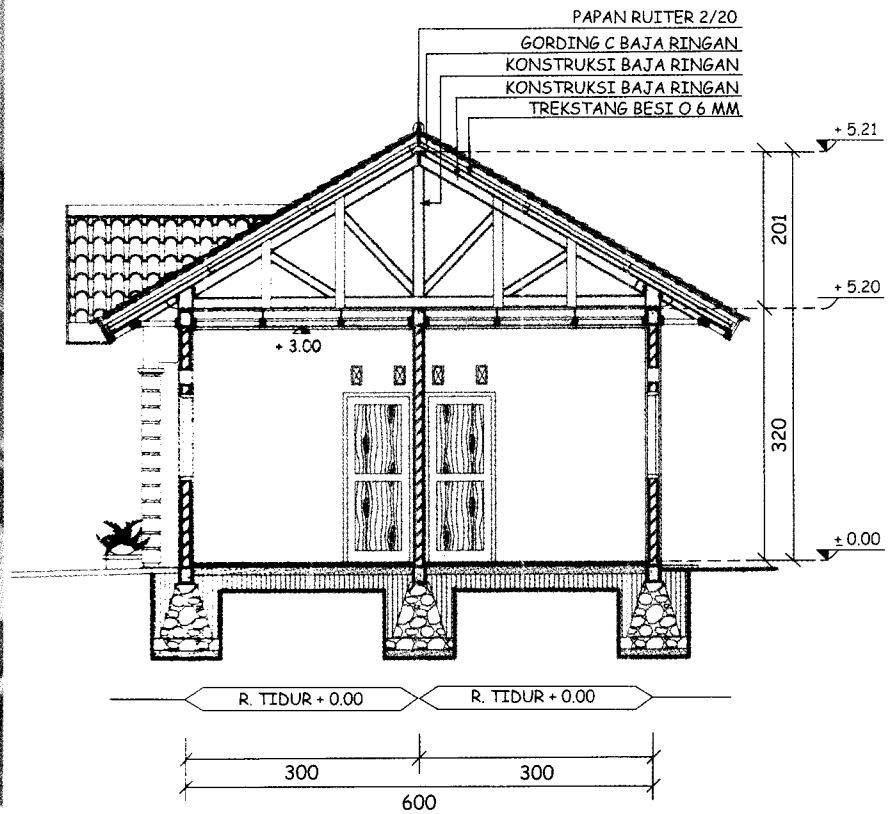 PAPAN RUITER 2/20
GORDING C BAJA RINGAN
KONSTRUKSI BAJA RINGAN
KONSTRUKSI BAJA RINGAN
TREKSTANG BESI O 6 MM
+ 5.21
201
+ 5.20
+ 3.00
320
± 0.00
R. TIDUR + 0.00
R. TIDUR + 0.00
300
300
600